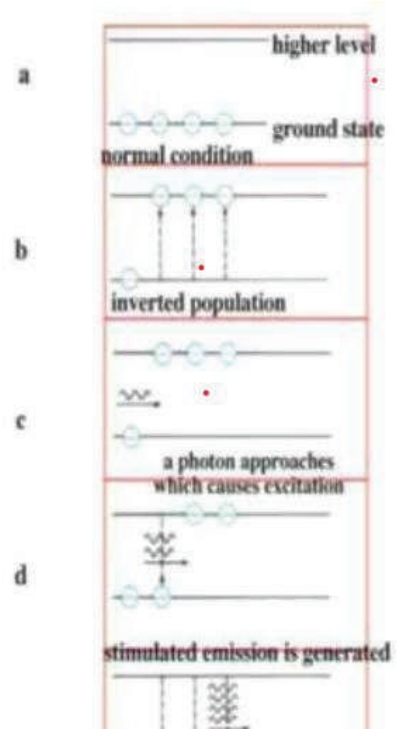 higher level
a
ground state
normal condition
b
inverted population
c
a photon approaches
which causes excitation
d
stimulated emission is generated